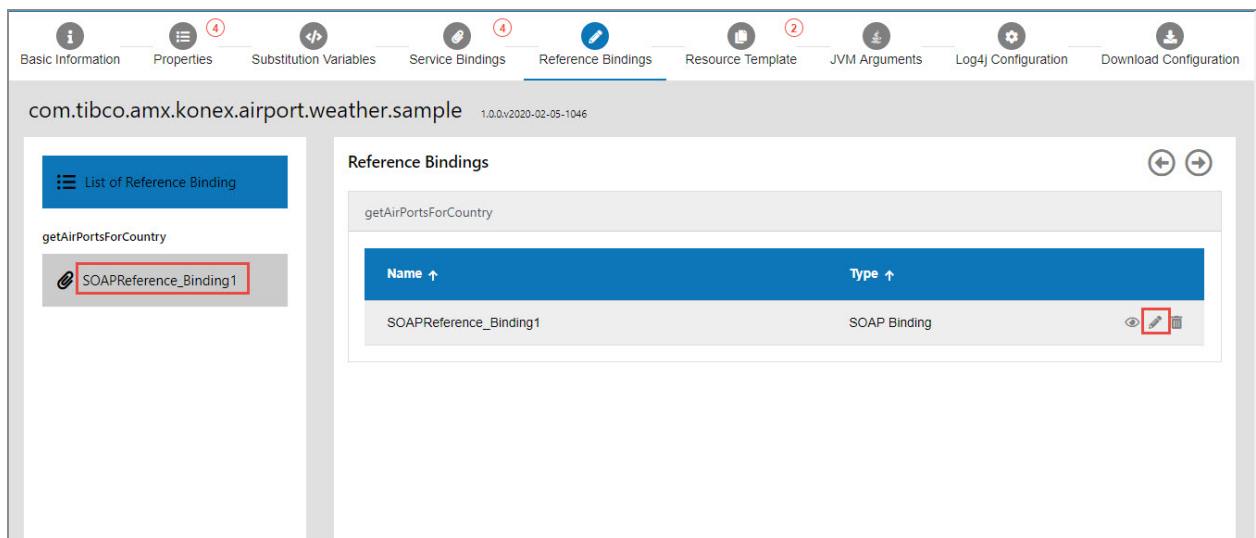 4 4 2
Basic Information Properties Substitution Variables Service Bindings Reference Bindings Resource Template JVM Arguments Log4j Configuration Download Configuration
com.tibco.amx.konex.airport.weather.sample 1.0.0.v2020-02-05-1046
List of Reference Binding
getAirPortsForCountry
SOAPReference_Binding1
Reference Bindings
getAirPortsForCountry
Name Type
SOAPReference_Binding1 SOAP Binding